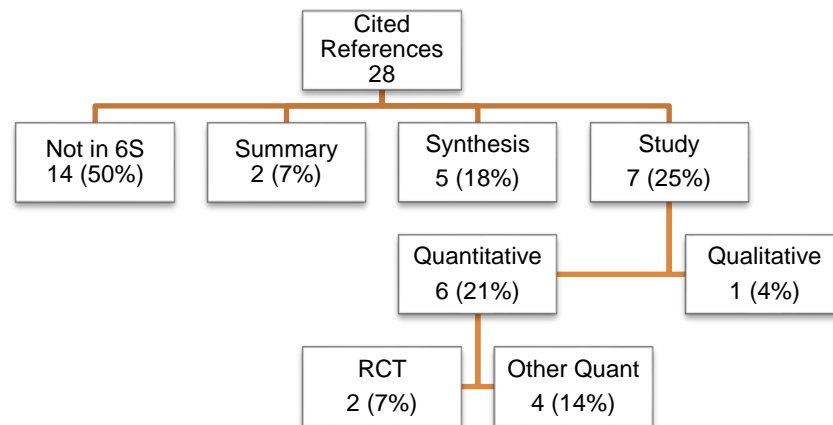 Cited
References
28
Not in 6S
14 (50%)
Summary
2 (7%)
Synthesis
5 (18%)
Study
7 (25%)
Quantitative
6 (21%)
Qualitative
1 (4%)
RCT
2 (7%)
Other Quant
4 (14%)